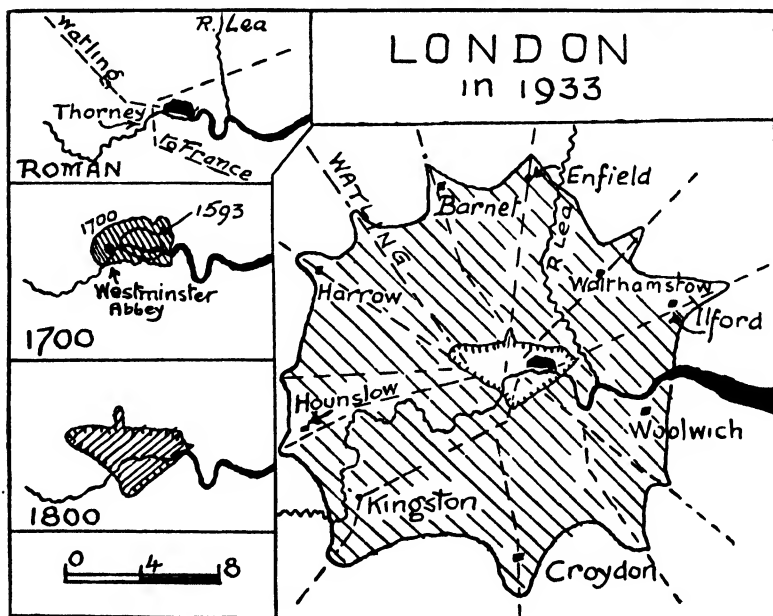 LONDON
in 1933
Watling
R. Lea
Thorney
to France
ROMAN
1700
1593
Westminster
Abbey
1700
1800
0 4 8
WATLING
Enfield
Barnet
R Lea
Harrow
Walthamstow
Ilford
Hounslow
Woolwich
Kingston
Croydon